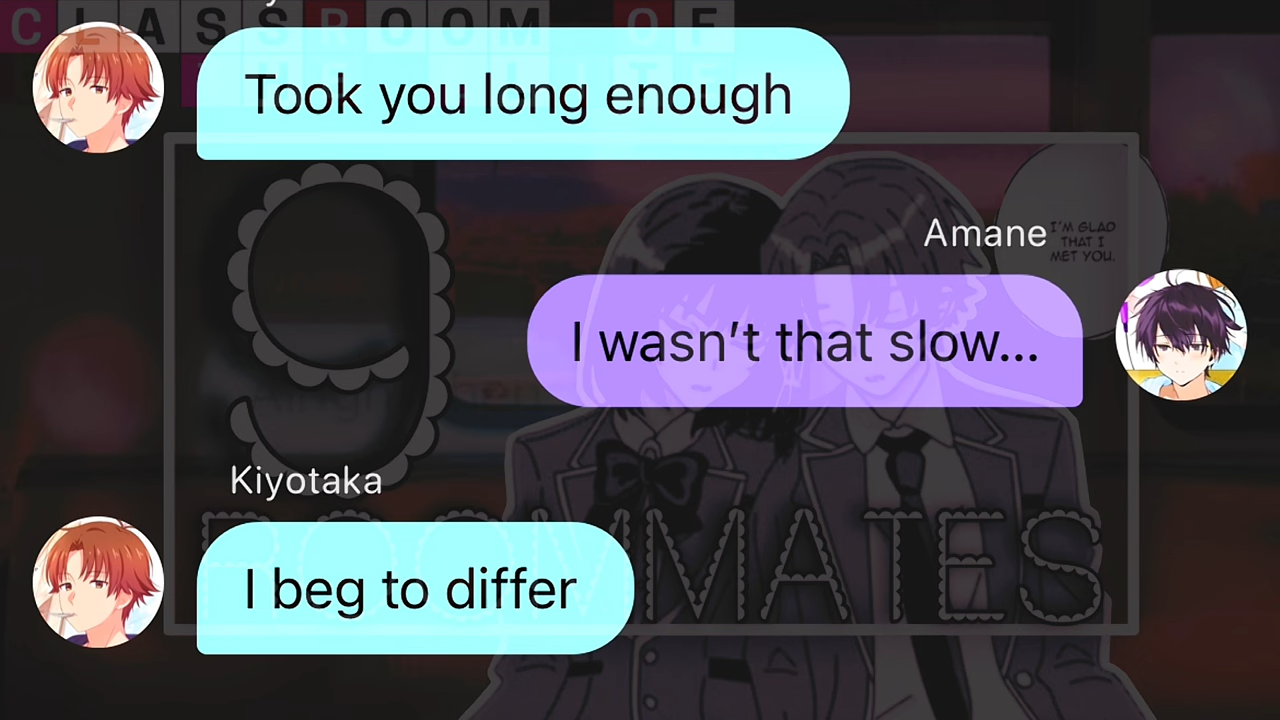 CLASSROOM OF
Took you long enough
I'M GLAD
THAT I
MET YOU.
Amane
I wasn't that slow...
Kiyotaka
I beg to differ
9
ROOMMATES